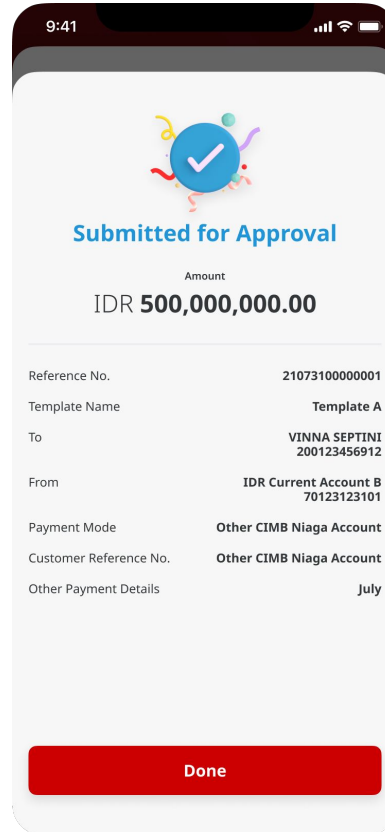 9:41
Submitted for Approval
Amount
IDR 500,000,000.00
Reference No. 21073100000001
Template Name Template A
To VINNA SEPTINI
200123456912
From IDR Current Account B
70123123101
Payment Mode Other CIMB Niaga Account
Customer Reference No. Other CIMB Niaga Account
Other Payment Details July
Done